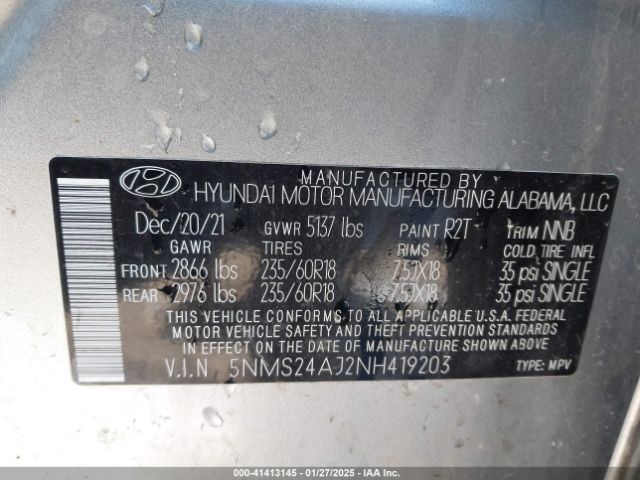 MANUFACTURED BY
HYUNDAI MOTOR MANUFACTURING ALABAMA, LLC
Dec/20/21 GVWR 5137 lbs PAINT R2T TRIM NNB
GAWR TIRES RIMS COLD TIRE INFL
FRONT 2866 lbs 235/60R18 7.5JX18 35 psi SINGLE
REAR 2976 lbs 235/60R18 7.5JX18 35 psi SINGLE
THIS VEHICLE CONFORMS TO ALL APPLICABLE U.S.A. FEDERAL
MOTOR VEHICLE SAFETY AND THEFT PREVENTION STANDARDS
IN EFFECT ON THE DATE OF MANUFACTURE SHOWN ABOVE
V.I.N 5NMS24AJ2NH419203 TYPE: MPV
000-41413145 - 01/27/2025 - IAA Inc.